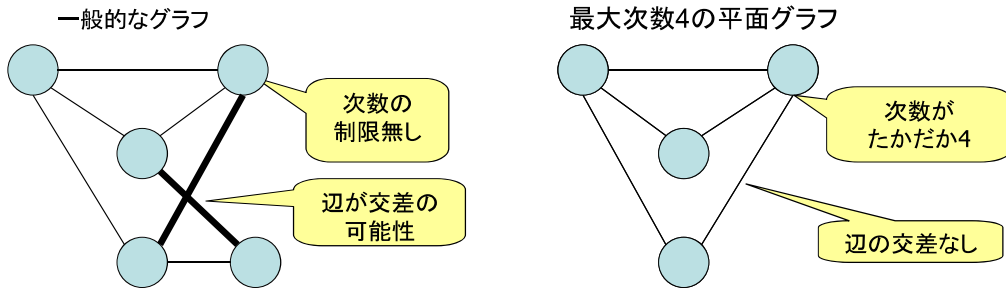 一般的なグラフ
次数の
制限無し
辺が交差の
可能性
最大次数4の平面グラフ
次数が
たかだか4
辺の交差なし